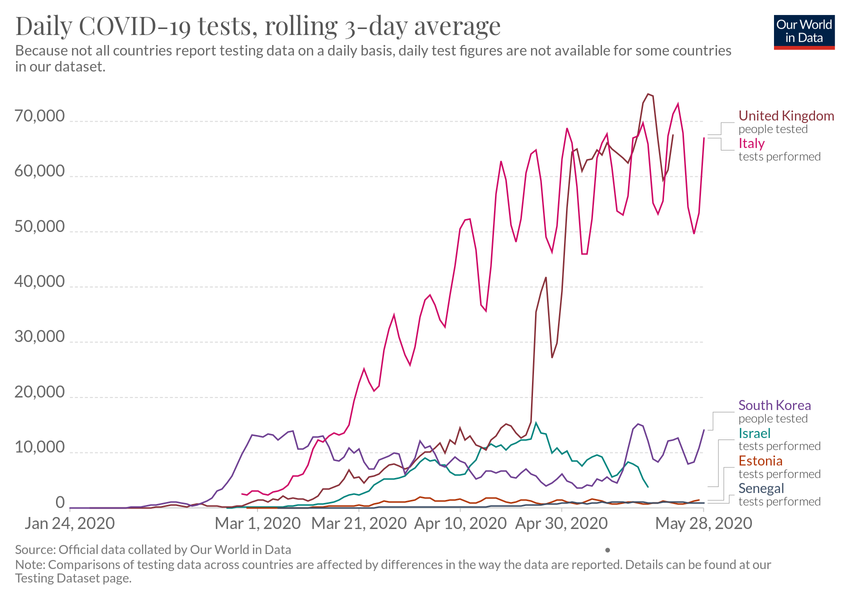 Daily COVID-19 tests, rolling 3-day average
Our World
in Data
Because not all countries report testing data on a daily basis, daily test figures are not available for some countries
in our dataset.
70,000
60,000
50,000
40,000
30,000
20,000
10,000
0
United Kingdom
people tested
Italy
tests performed
South Korea
people tested
Israel
tests performed
Estonia
tests performed
Senegal
tests performed
Jan 24, 2020
Mar 1, 2020
Mar 21, 2020
Apr 10, 2020
Apr 30, 2020
May 28, 2020
Source: Official data collated by Our World in Data
Note: Comparisons of testing data across countries are affected by differences in the way the data are reported. Details can be found at our
Testing Dataset page.